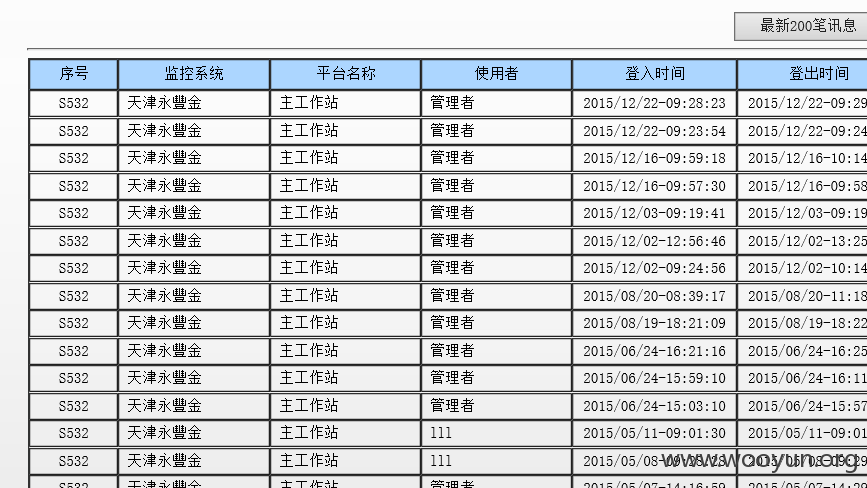 最新200笔讯息
序号 监控系统 平台名称 使用者 登入时间 登出时间
S532 天津永豐金 主工作站 管理者 2015/12/22-09:28:23 2015/12/22-09:29
S532 天津永豐金 主工作站 管理者 2015/12/22-09:23:54 2015/12/22-09:24
S532 天津永豐金 主工作站 管理者 2015/12/16-09:59:18 2015/12/16-10:14
S532 天津永豐金 主工作站 管理者 2015/12/16-09:57:30 2015/12/16-09:58
S532 天津永豐金 主工作站 管理者 2015/12/03-09:19:41 2015/12/03-09:19
S532 天津永豐金 主工作站 管理者 2015/12/02-12:56:46 2015/12/02-13:25
S532 天津永豐金 主工作站 管理者 2015/12/02-09:24:56 2015/12/02-10:14
S532 天津永豐金 主工作站 管理者 2015/08/20-08:39:17 2015/08/20-11:18
S532 天津永豐金 主工作站 管理者 2015/08/19-18:21:09 2015/08/19-18:22
S532 天津永豐金 主工作站 管理者 2015/06/24-16:21:16 2015/06/24-16:25
S532 天津永豐金 主工作站 管理者 2015/06/24-15:59:10 2015/06/24-16:11
S532 天津永豐金 主工作站 管理者 2015/06/24-15:03:10 2015/06/24-15:57
S532 天津永豐金 主工作站 111 2015/05/11-09:01:30 2015/05/11-09:01
S532 天津永豐金 主工作站 111
www.wooyun.org
S532 天津永豐金 主工作站 管理者 2015/05/07-14:16:59